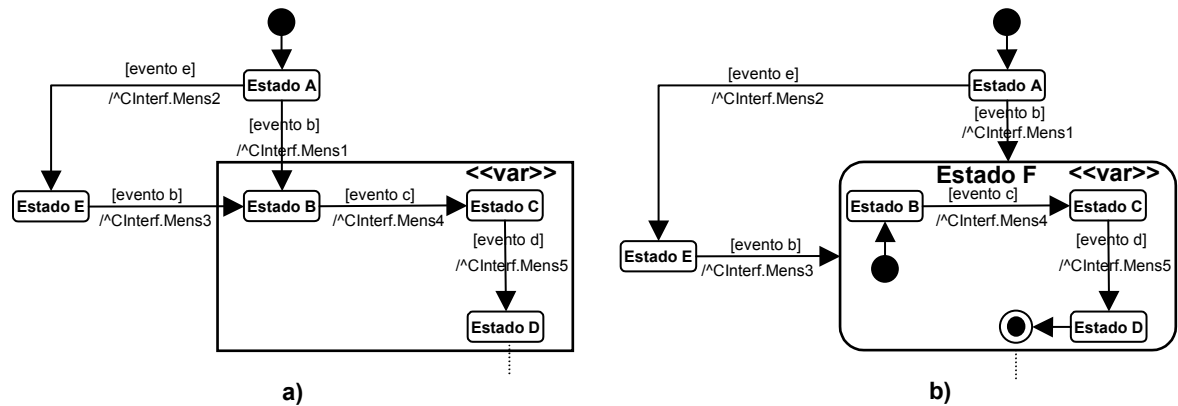 [evento e]
Estado A
/^CInterf.Mens2
[evento b]
/^CInterf.Mens1
<<var>>
Estado E
[evento b]
/^CInterf.Mens3
Estado B
[evento c]
/^CInterf.Mens4
Estado C
[evento d]
/^CInterf.Mens5
Estado D
a)
[evento e]
Estado A
/^CInterf.Mens2
[evento b]
/^CInterf.Mens1
Estado F
<<var>>
Estado B
[evento c]
/^CInterf.Mens4
Estado C
Estado E
[evento b]
/^CInterf.Mens3
[evento d]
/^CInterf.Mens5
Estado D
b)